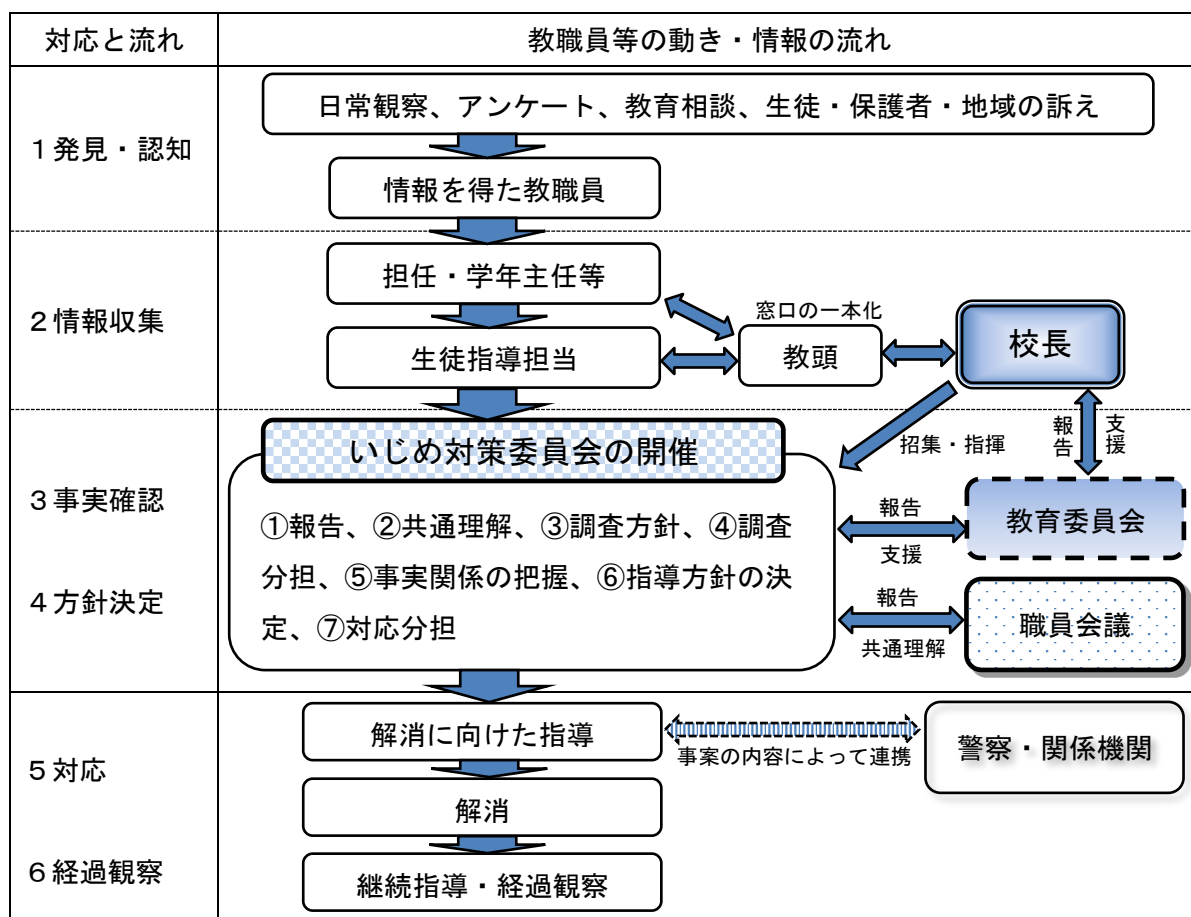 対応と流れ
教職員等の動き・情報の流れ
1発見・認知
日常観察、アンケート、教育相談、生徒・保護者・地域の訴え
情報を得た教職員
2情報収集
担任・学年主任等
窓口の一本化
生徒指導担当
教頭
校長
招集・指揮
報告
支援
3事実確認
4方針決定
いじめ対策委員会の開催
①報告、②共通理解、③調査方針、④調査
分担、⑤事実関係の把握、⑥指導方針の決
定、⑦対応分担
報告
支援
教育委員会
報告
共通理解
職員会議
5対応
解消に向けた指導
事案の内容によって連携
警察・関係機関
解消
6経過観察
継続指導・経過観察